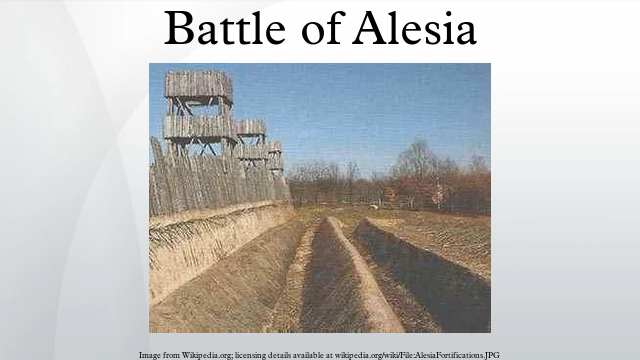 Battle of Alesia
Image from Wikipedia.org; licensing details available at wikipedia.org/wiki/File:AlesiaFortifications.JPG